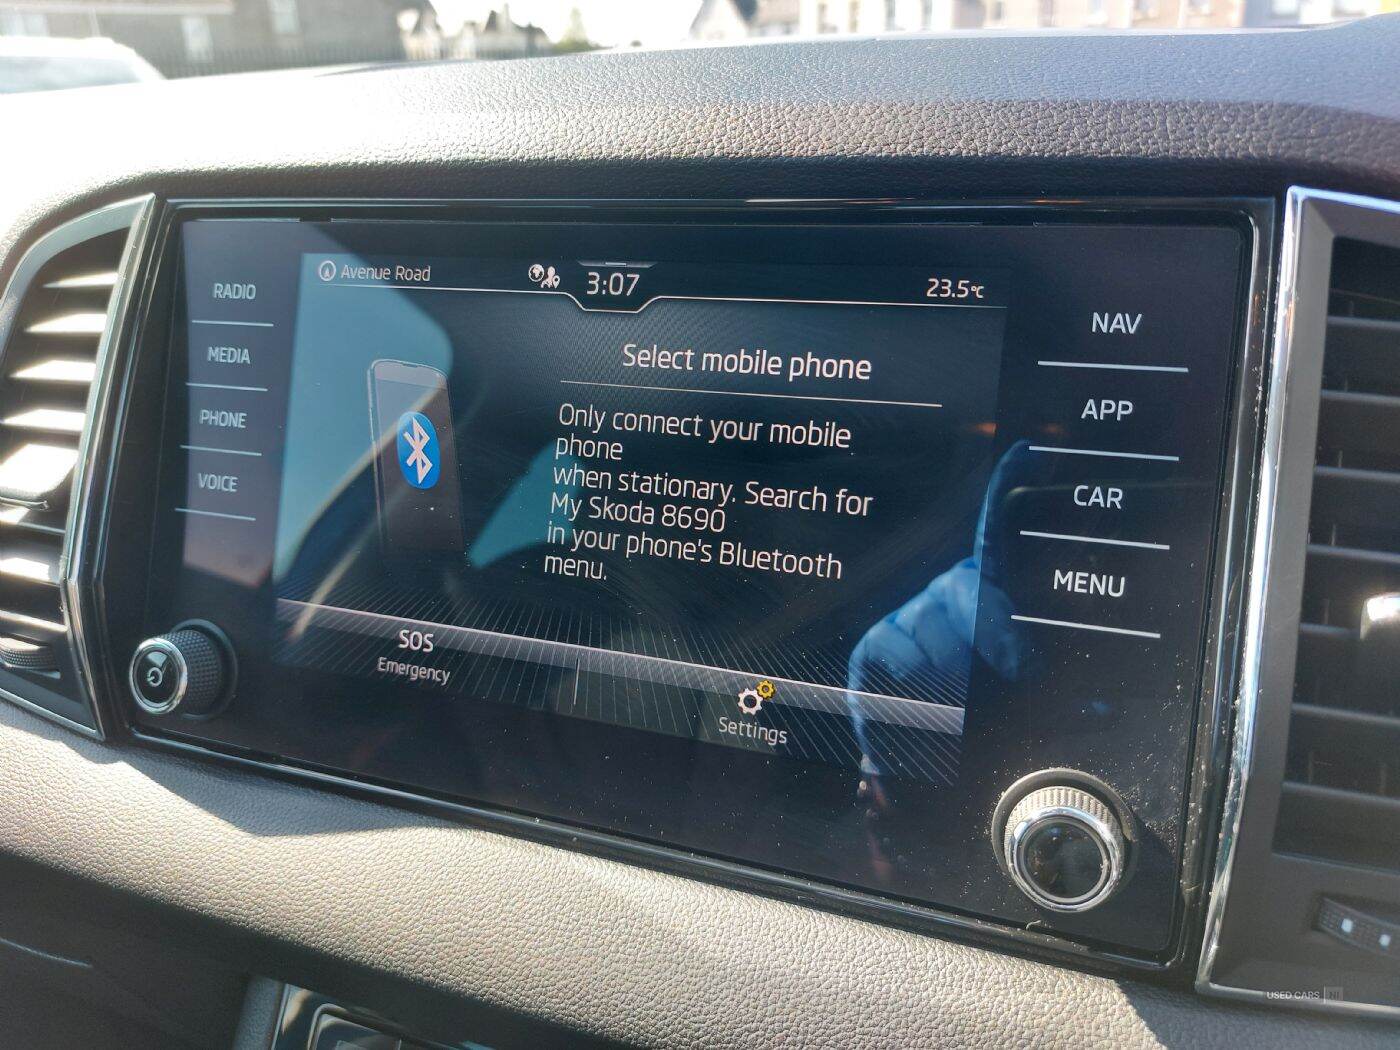 Avenue Road
3:07
23.5°C
RADIO
MEDIA
PHONE
VOICE
Select mobile phone
Only connect your mobile
phone
when stationary. Search for
My Skoda 8690
in your phone's Bluetooth
menu.
SOS
Emergency
Settings
NAV
APP
CAR
MENU
USED CARS NI